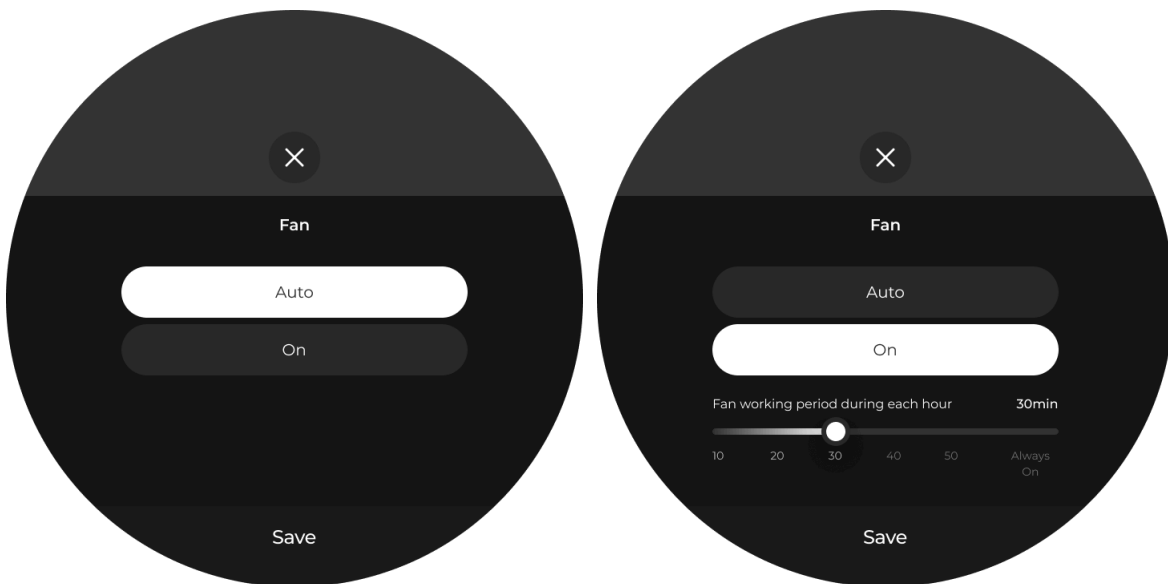 Fan
Auto
On
Save
Fan
Auto
On
Fan working period during each hour 30min
10 20 30 40 50 Always
On
Save